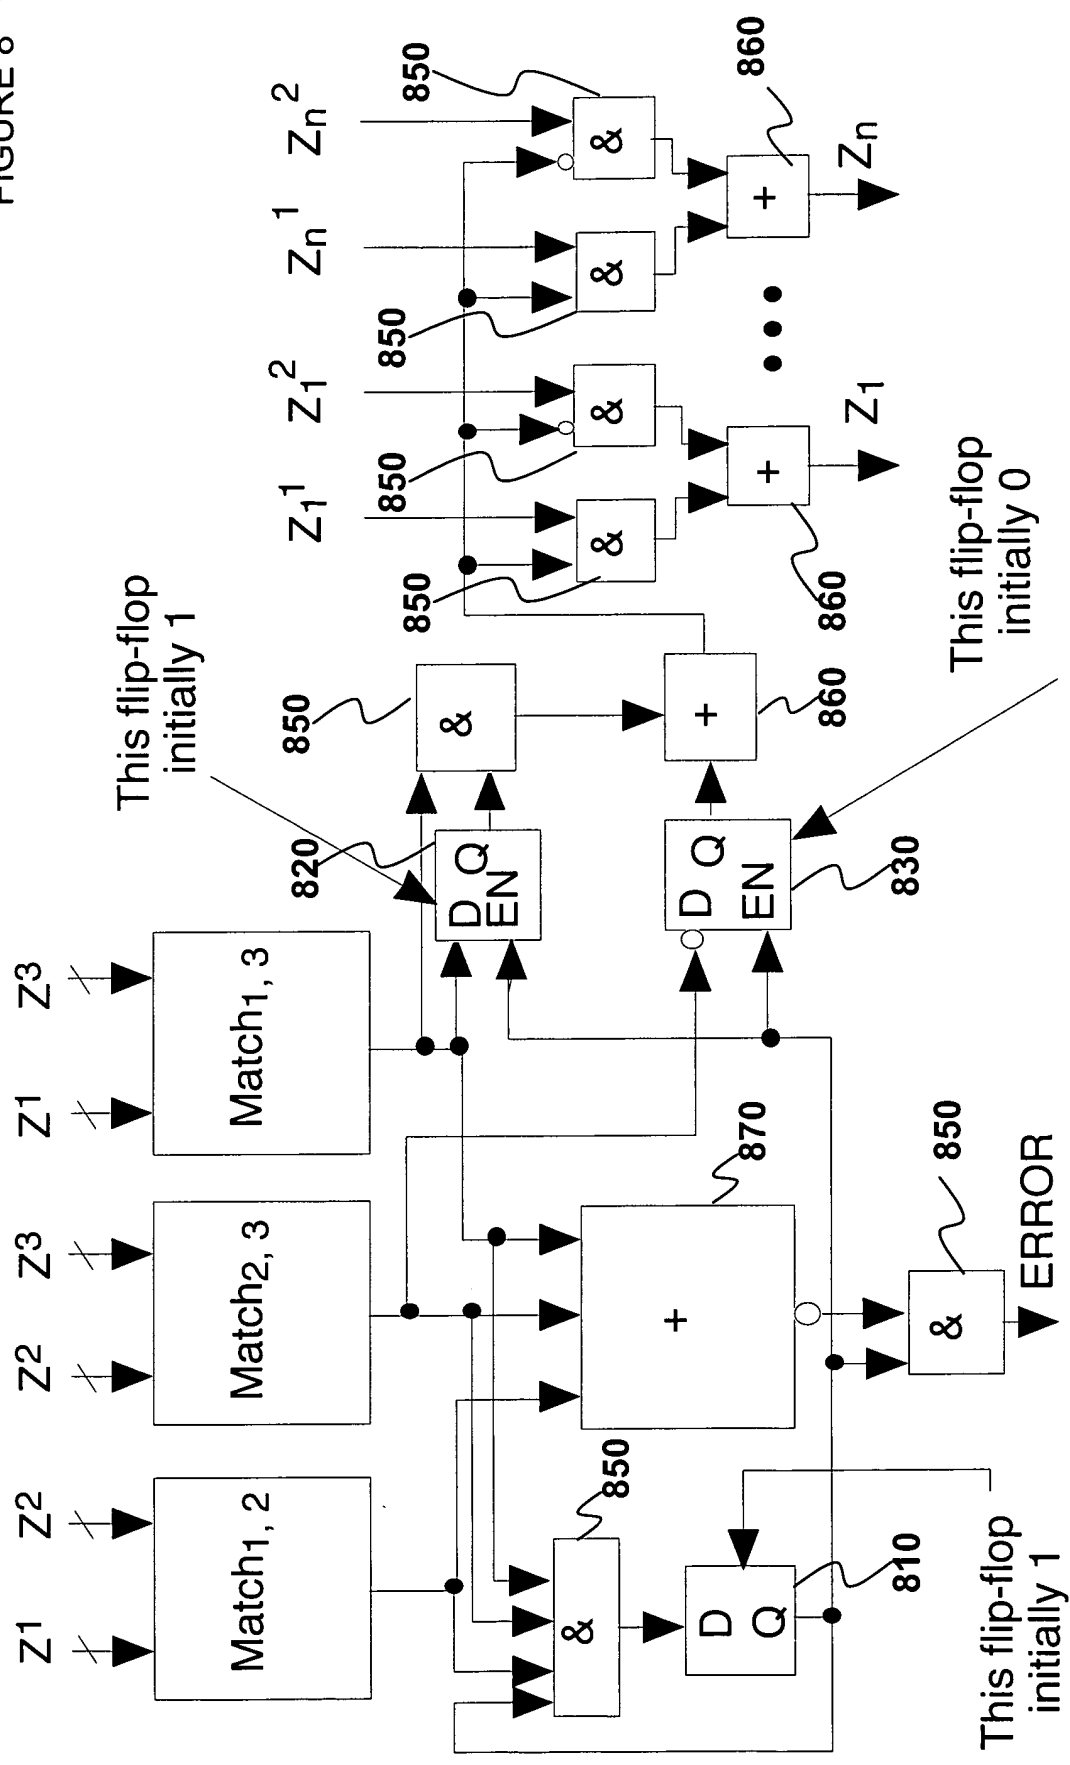 FIGURE 8
Z1
Z2
Z2
Z3
Z1
Z3
Match1, 2
Match2, 3
Match1, 3
This flip-flop
initially 1
820
D Q
EN
850
&
850
&
D
Q
810
This flip-flop
initially 1
+
870
&
850
ERROR
D Q
EN
830
This flip-flop
initially 0
+
860
Z1 1
Z1 2
Zn 1
Zn 2
850
850
850
850
&
&
&
&
+
+
860
860
Z1
Zn